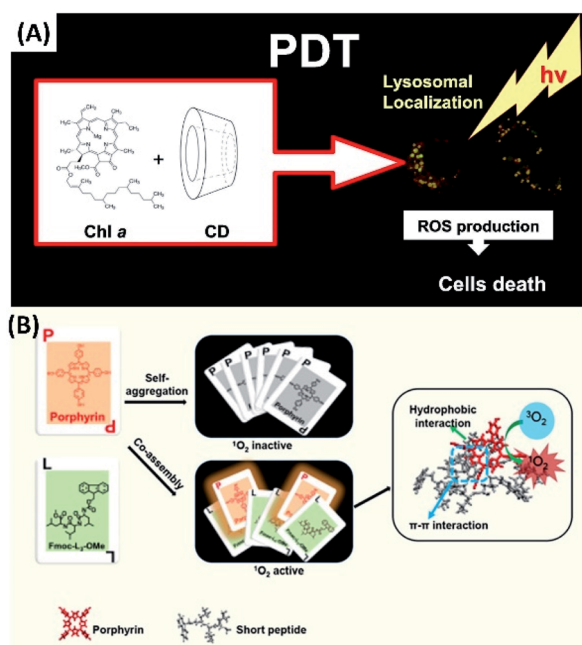 (A)
PDT
Lysosomal
Localization
hν
Chl a
+
CD
ROS production
Cells death
(B)
P
Porphyrin
P
L
Fmoc-L₃-OMe
L
Self-
aggregation
Co-assembly
Porphyrin
¹O₂ inactive
¹O₂ active
Hydrophobic
interaction
³O₂
¹O₂
π-π interaction
Porphyrin
Short peptide